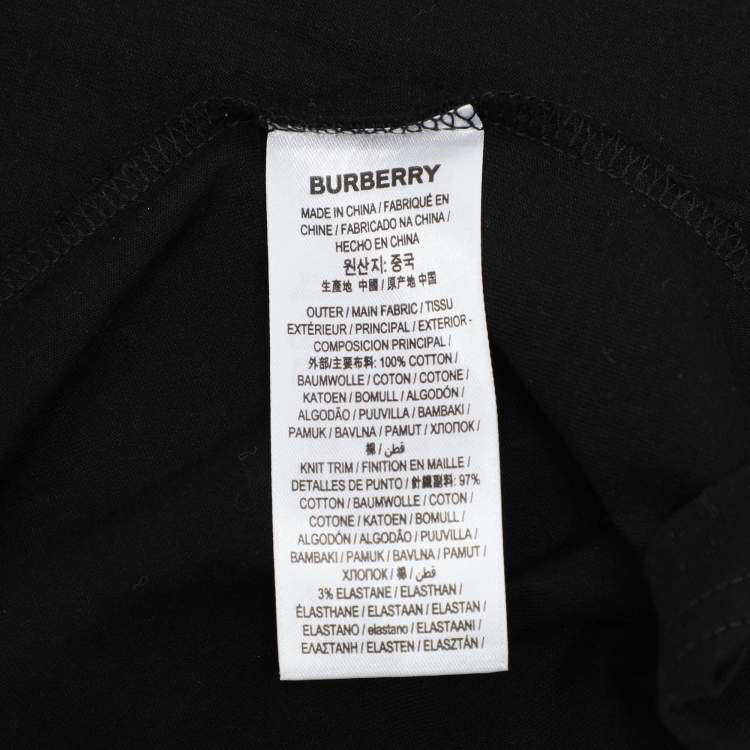 BURBERRY
MADE IN CHINA / FABRIQUÉ EN
CHINE / FABRICADO NA CHINA /
HECHO EN CHINA
원산지: 중국
生產地 中國 / 原产地 中国
OUTER / MAIN FABRIC / TISSU
EXTÉRIEUR / PRINCIPAL / EXTERIOR -
COMPOSICION PRINCIPAL /
外部/主要布料: 100% COTTON /
BAUMWOLLE / COTON / COTONE /
KATOEN / BOMULL / ALGODÓN /
ALGODÃO / PUUVILLA / BAMBAKI /
PAMUK / BAVLNA / PAMUT / ХЛОПОК /
棉 / قطن /
KNIT TRIM / FINITION EN MAILLE /
DETALLES DE PUNTO / 針織副料: 97%
COTTON / BAUMWOLLE / COTON /
COTONE / KATOEN / BOMULL /
ALGODÓN / ALGODÃO / PUUVILLA /
BAMBAKI / PAMUK / BAVLNA / PAMUT /
ХЛОПОК / 棉 / قطن /
3% ELASTANE / ELASTHAN /
ÉLASTHANE / ELASTAAN / ELASTAN /
ELASTANO / elastano / ELASTAANI /
ΕΛΑΣΤΑΝΗ / ELASTEN / ELASZTÁN /